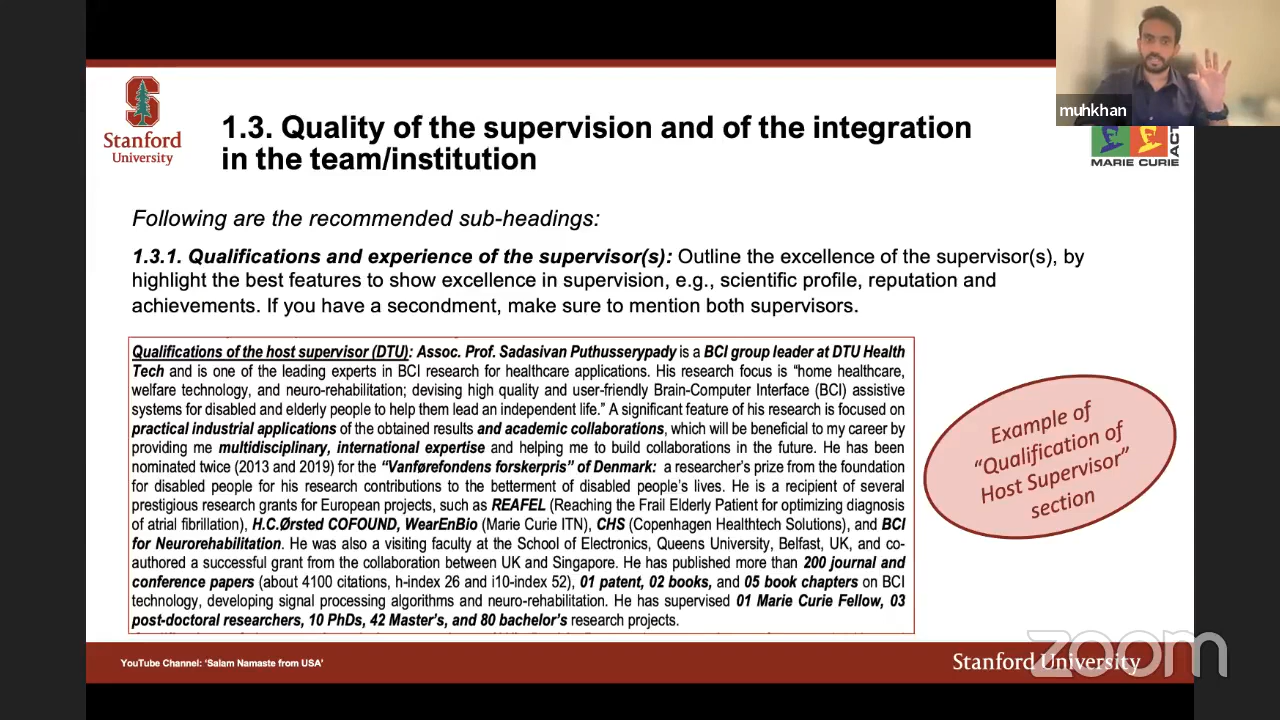 muhkhan
Stanford
University
1.3. Quality of the supervision and of the integration
in the team/institution
MARIE CURIE
ACT
Following are the recommended sub-headings:
1.3.1. Qualifications and experience of the supervisor(s): Outline the excellence of the supervisor(s), by
highlight the best features to show excellence in supervision, e.g., scientific profile, reputation and
achievements. If you have a secondment, make sure to mention both supervisors.
Qualifications of the host supervisor (DTU): Assoc. Prof. Sadasivan Puthusserypady is a BCI group leader at DTU Health
Tech and is one of the leading experts in BCI research for healthcare applications. His research focus is “home healthcare,
welfare technology, and neuro-rehabilitation; devising high quality and user-friendly Brain-Computer Interface (BCI) assistive
systems for disabled and elderly people to help them lead an independent life.” A significant feature of his research is focused on
practical industrial applications of the obtained results and academic collaborations, which will be beneficial to my career by
providing me multidisciplinary, international expertise and helping me to build collaborations in the future. He has been
nominated twice (2013 and 2019) for the “Vanførefondens forskerpris” of Denmark: a researcher's prize from the foundation
for disabled people for his research contributions to the betterment of disabled people's lives. He is a recipient of several
prestigious research grants for European projects, such as REAFEL (Reaching the Frail Elderly Patient for optimizing diagnosis
of atrial fibrillation), H.C.Ørsted COFOUND, WearEnBio (Marie Curie ITN), CHS (Copenhagen Healthtech Solutions), and BCI
for Neurorehabilitation. He was also a visiting faculty at the School of Electronics, Queens University, Belfast, UK, and co-
authored a successful grant from the collaboration between UK and Singapore. He has published more than 200 journal and
conference papers (about 4100 citations, h-index 26 and i10-index 52), 01 patent, 02 books, and 05 book chapters on BCI
technology, developing signal processing algorithms and neuro-rehabilitation. He has supervised 01 Marie Curie Fellow, 03
post-doctoral researchers, 10 PhDs, 42 Master's, and 80 bachelor's research projects.
Example of
“Qualification of
Host Supervisor”
section
YouTube Channel: ‘Salam Namaste from USA’
Stanford University
zoom